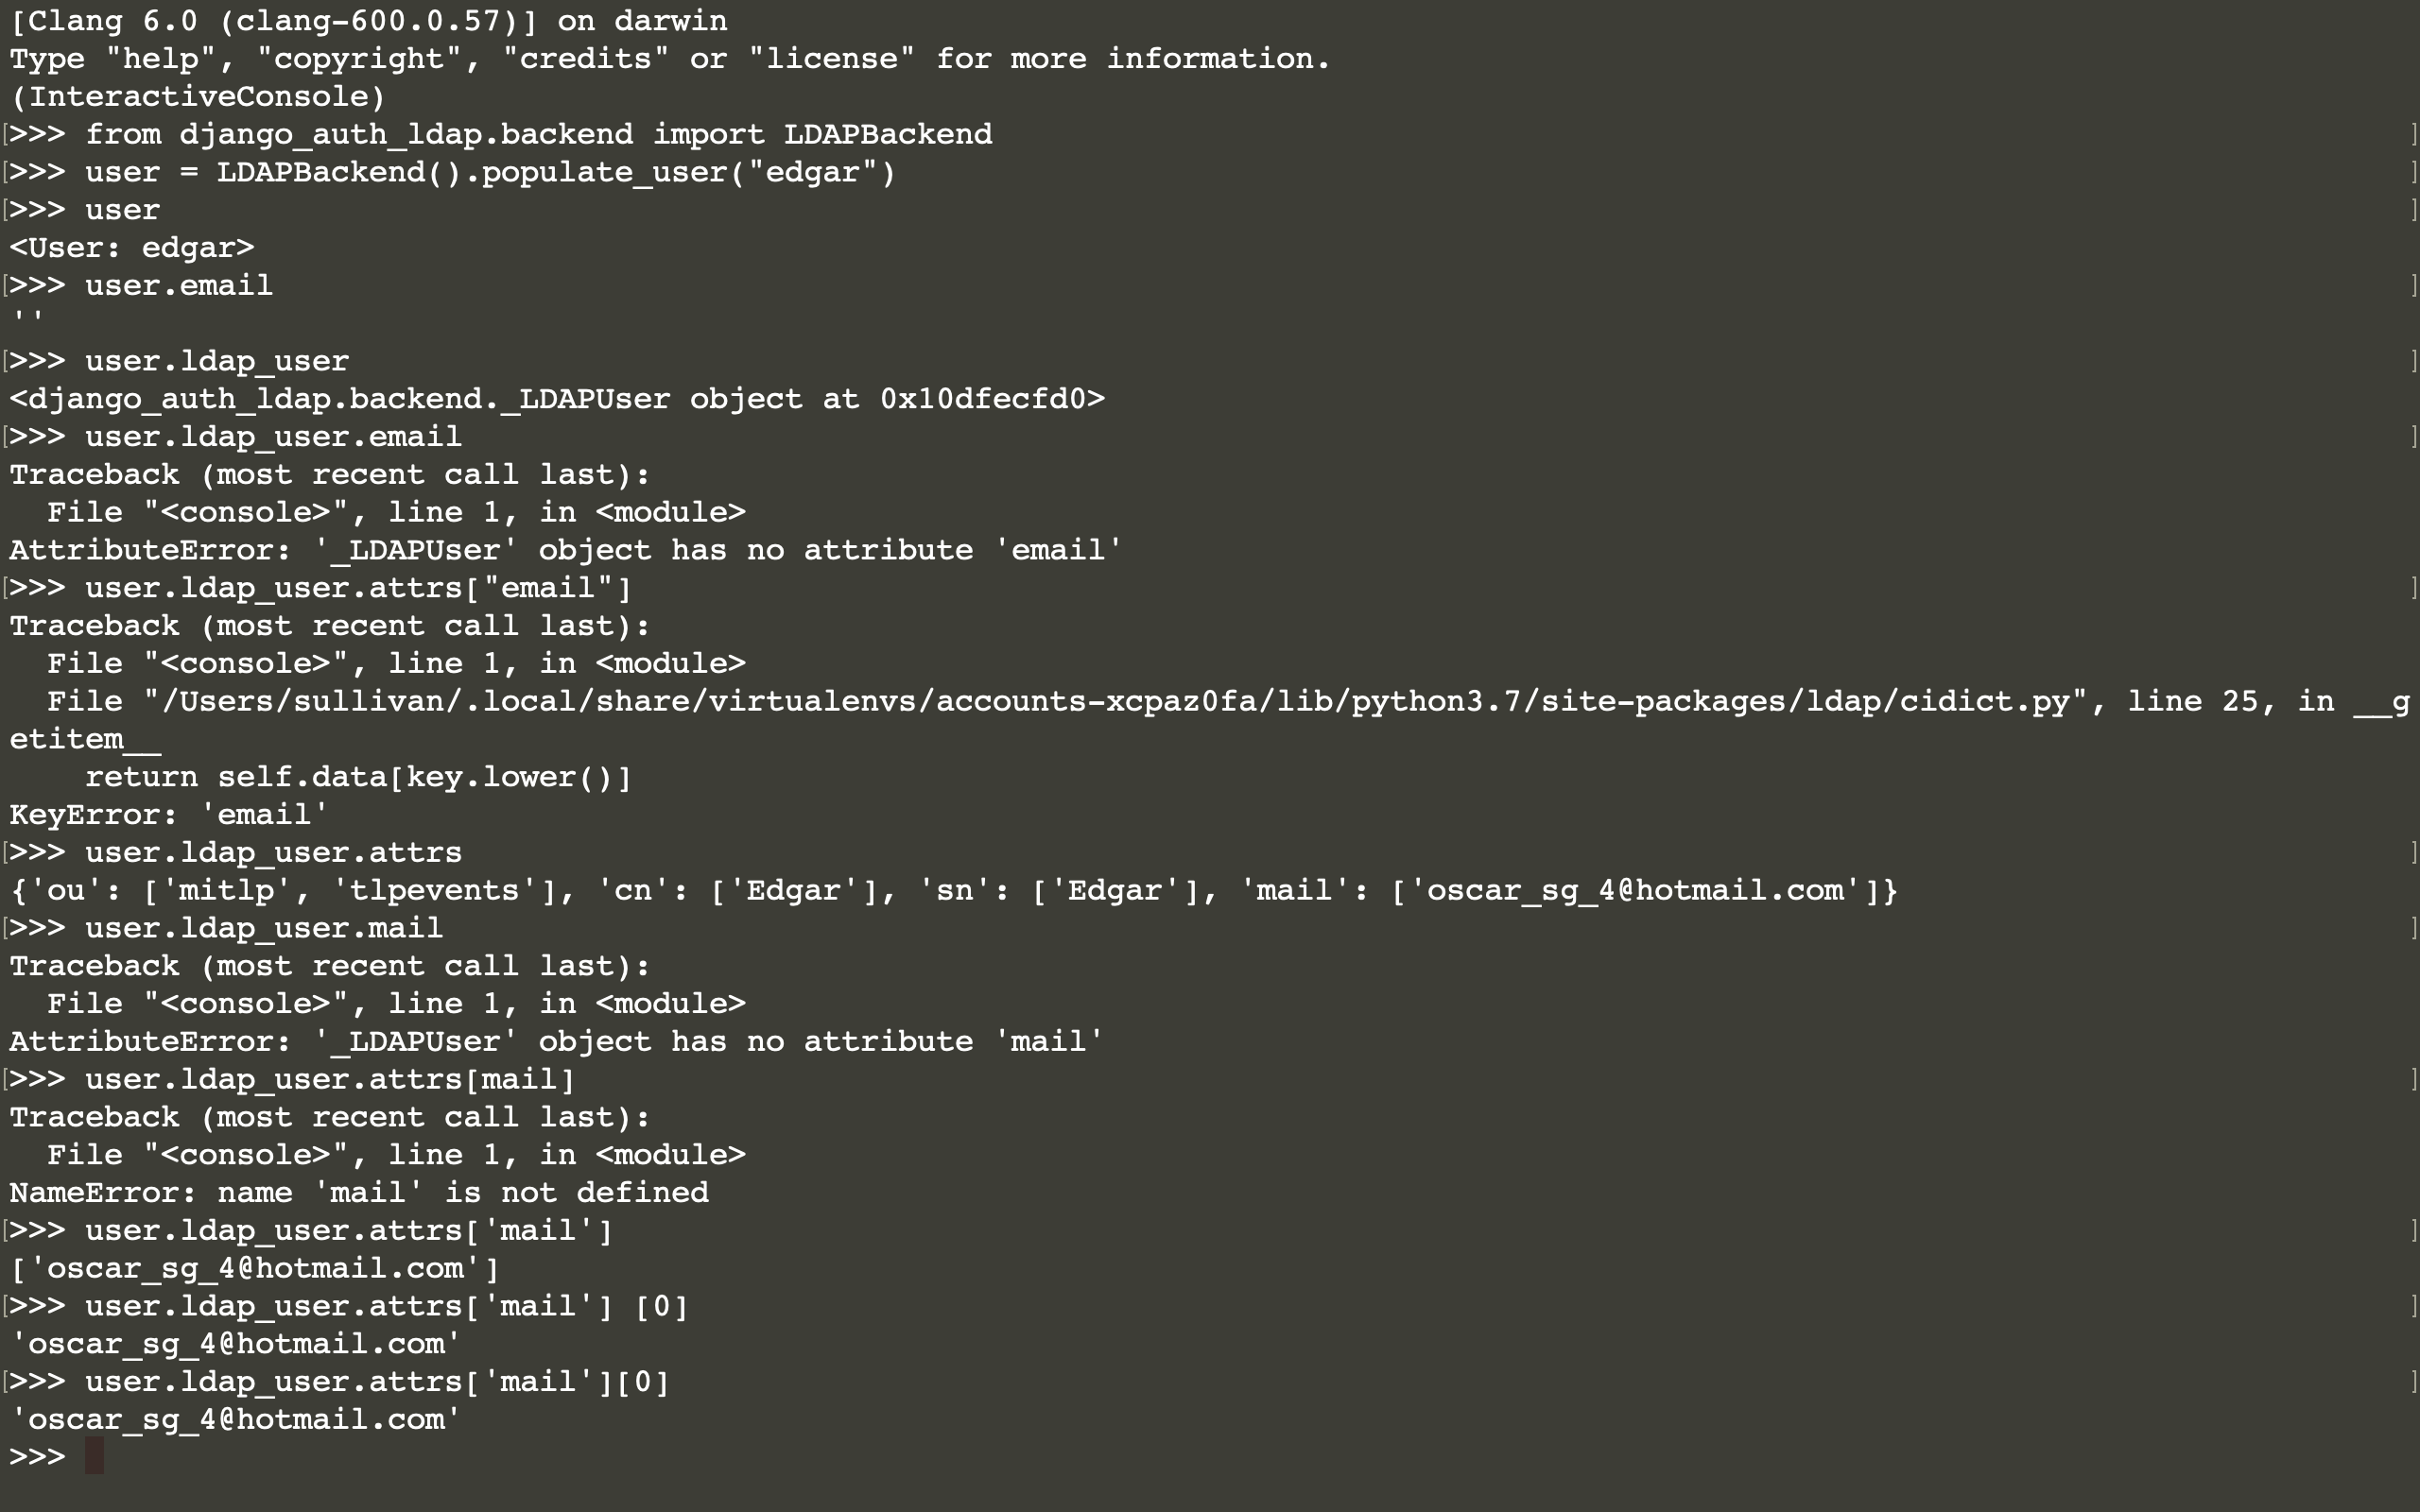 [Clang 6.0 (clang-600.0.57)] on darwin
Type "help", "copyright", "credits" or "license" for more information.
(InteractiveConsole)
[>>> from django_auth_ldap.backend import LDAPBackend ]
[>>> user = LDAPBackend().populate_user("edgar") ]
[>>> user ]
<User: edgar>
[>>> user.email ]
''
[>>> user.ldap_user ]
<django_auth_ldap.backend._LDAPUser object at 0x10dfecfd0>
[>>> user.ldap_user.email ]
Traceback (most recent call last):
  File "<console>", line 1, in <module>
AttributeError: '_LDAPUser' object has no attribute 'email'
[>>> user.ldap_user.attrs["email"] ]
Traceback (most recent call last):
  File "<console>", line 1, in <module>
  File "/Users/sullivan/.local/share/virtualenvs/accounts-xcpaz0fa/lib/python3.7/site-packages/ldap/cidict.py", line 25, in __g
etitem__
    return self.data[key.lower()]
KeyError: 'email'
[>>> user.ldap_user.attrs ]
{'ou': ['mitlp', 'tlpevents'], 'cn': ['Edgar'], 'sn': ['Edgar'], 'mail': ['oscar_sg_4@hotmail.com']}
[>>> user.ldap_user.mail ]
Traceback (most recent call last):
  File "<console>", line 1, in <module>
AttributeError: '_LDAPUser' object has no attribute 'mail'
[>>> user.ldap_user.attrs[mail] ]
Traceback (most recent call last):
  File "<console>", line 1, in <module>
NameError: name 'mail' is not defined
[>>> user.ldap_user.attrs['mail'] ]
['oscar_sg_4@hotmail.com']
[>>> user.ldap_user.attrs['mail'] [0] ]
'oscar_sg_4@hotmail.com'
[>>> user.ldap_user.attrs['mail'][0] ]
'oscar_sg_4@hotmail.com'
>>>